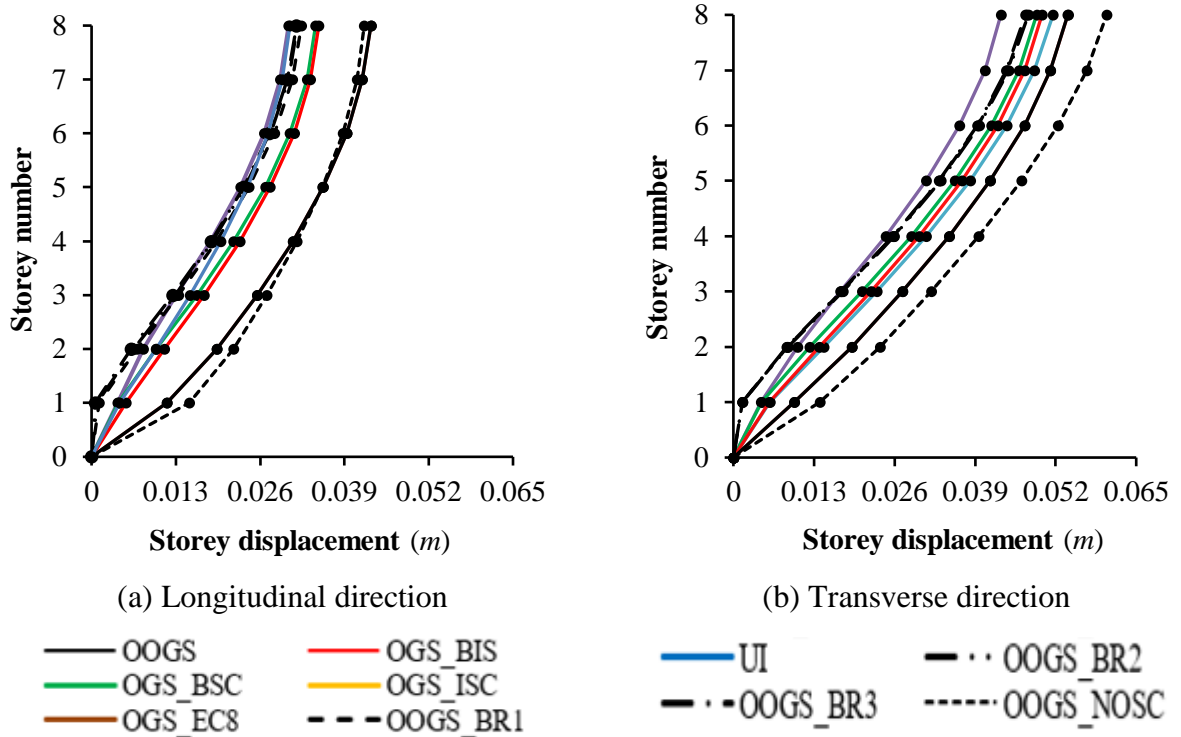 8
7
6
5
4
3
2
1
0
Storey number
0 0.013 0.026 0.039 0.052 0.065
Storey displacement (m)
(a) Longitudinal direction
8
7
6
5
4
3
2
1
0
Storey number
0 0.013 0.026 0.039 0.052 0.065
Storey displacement (m)
(b) Transverse direction
OOGS
OGS_BIS
OGS_BSC
OGS_ISC
OGS_EC8
OOGS_BR1
UI
OOGS_BR2
OOGS_BR3
OOGS_NOSC